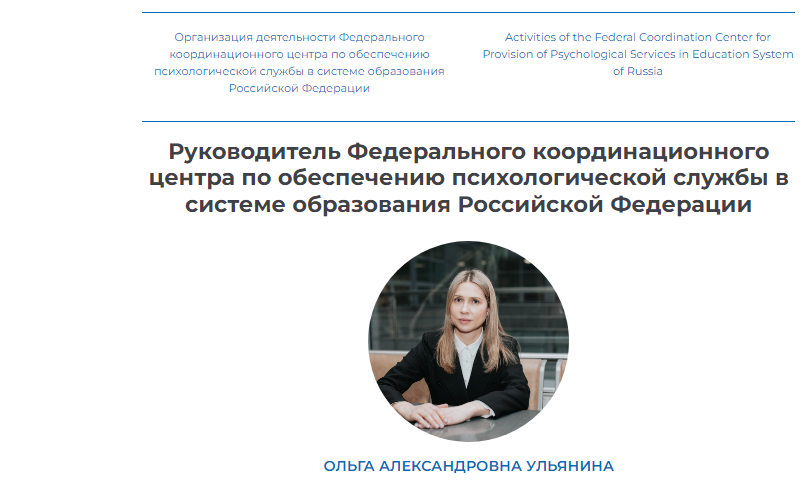 Организация деятельности Федерального
координационного центра по обеспечению
психологической службы в системе образования
Российской Федерации
Activities of the Federal Coordination Center for
Provision of Psychological Services in Education System
of Russia
Руководитель Федерального координационного
центра по обеспечению психологической службы в
системе образования Российской Федерации
ОЛЬГА АЛЕКСАНДРОВНА УЛЬЯНИНА